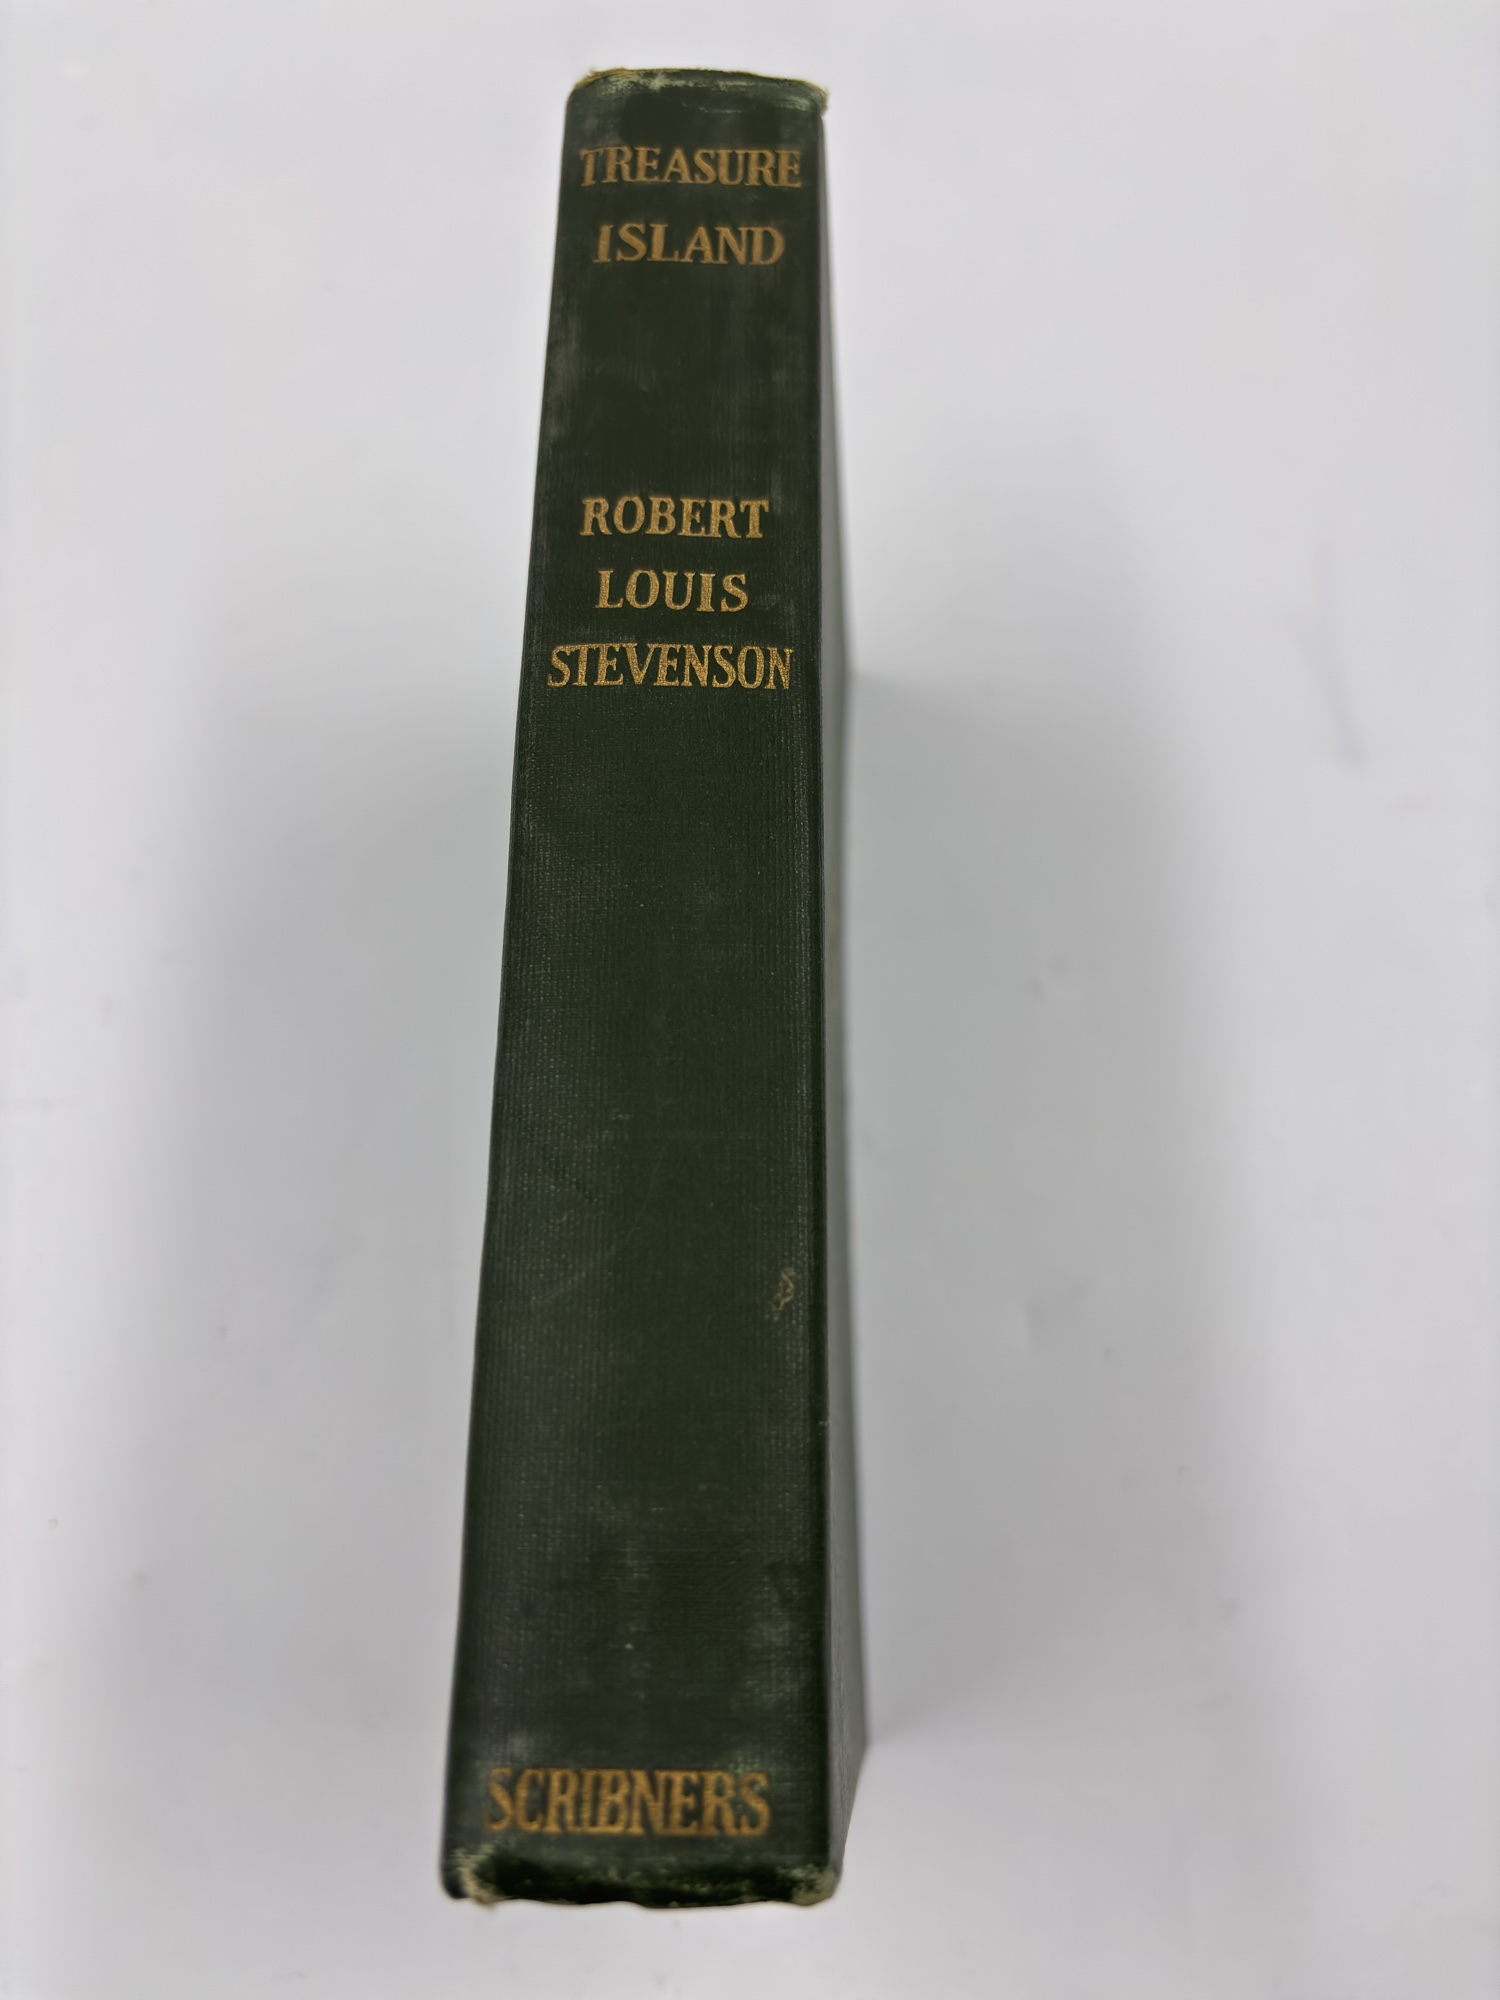 TREASURE
ISLAND
ROBERT
LOUIS
STEVENSON
SCRIBNERS